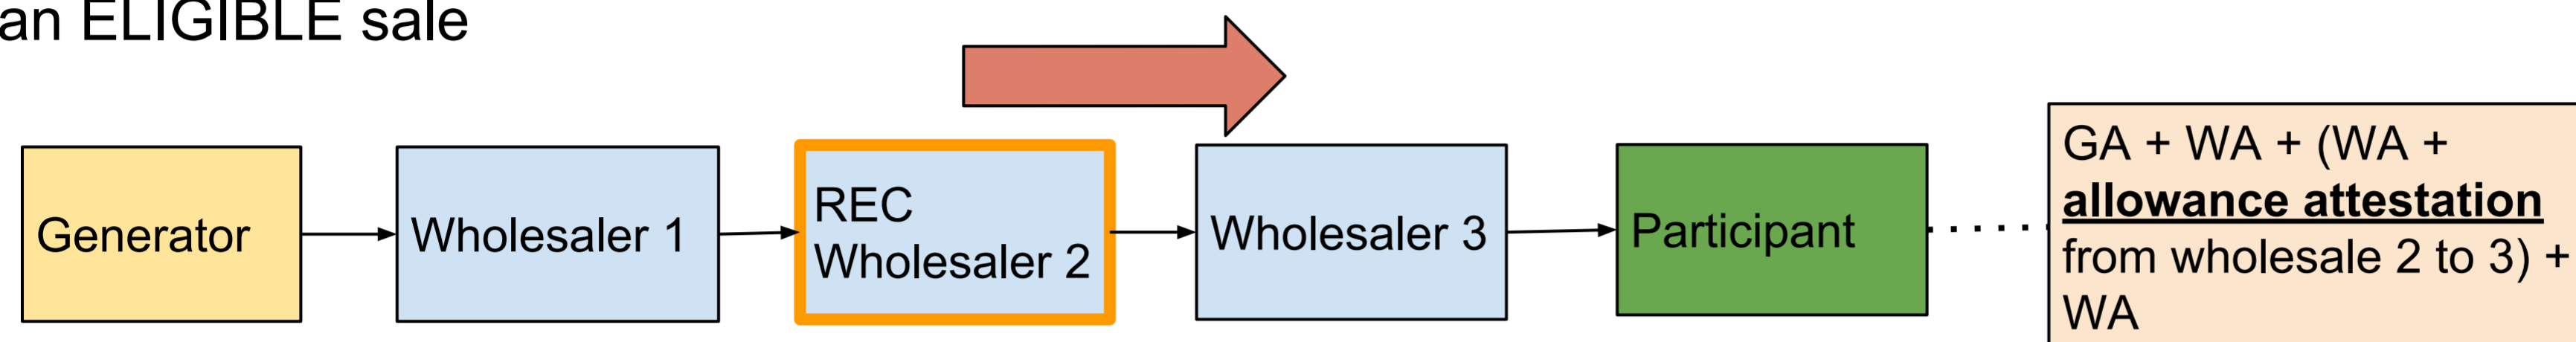 an ELIGIBLE sale
Generator
Wholesaler 1
REC
Wholesaler 2
Wholesaler 3
Participant
GA + WA + (WA +
allowance attestation
from wholesale 2 to 3) +
WA